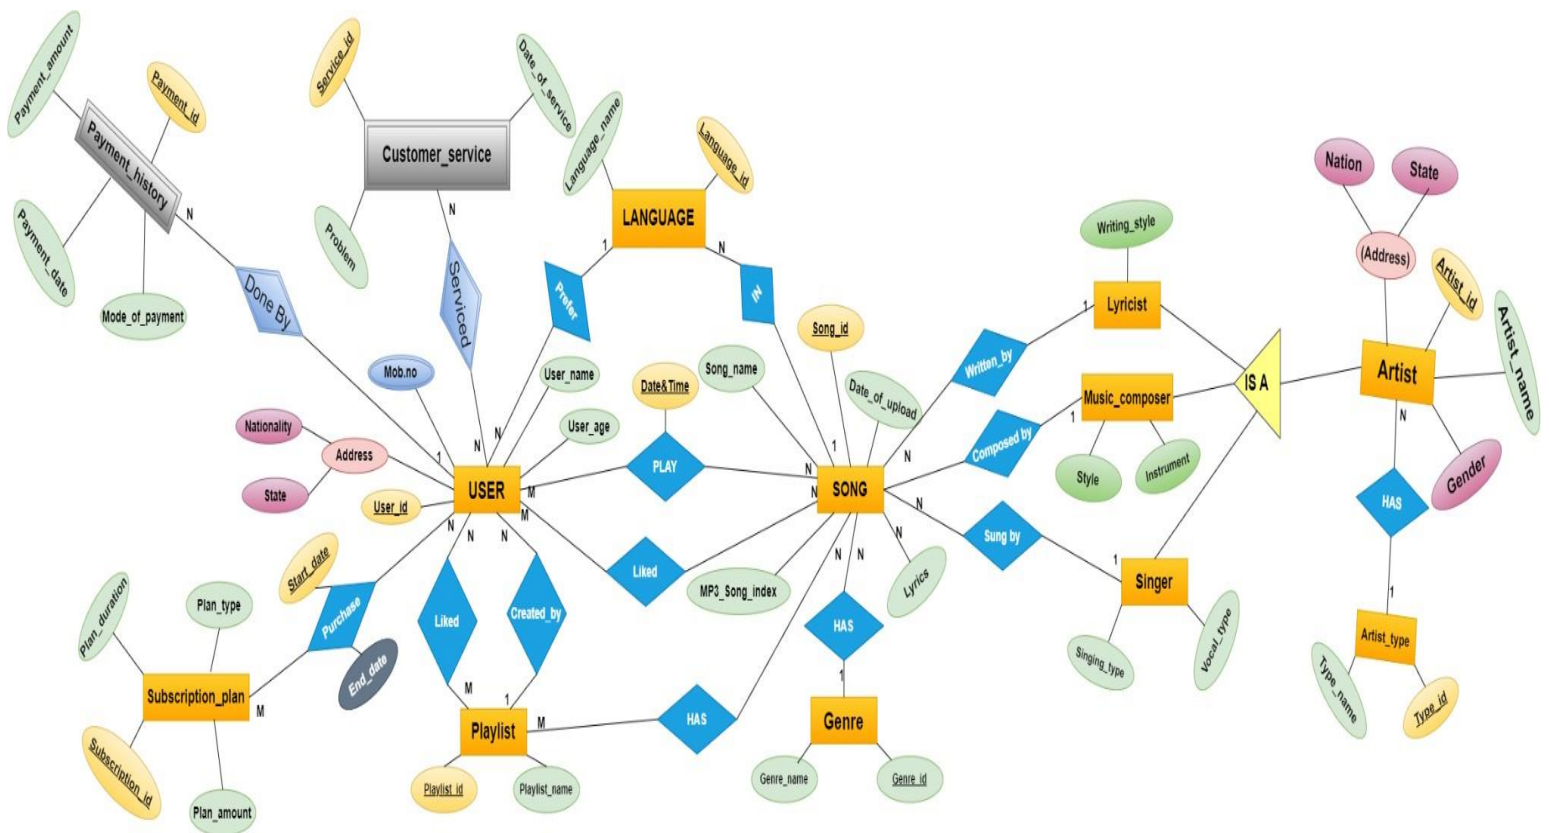 Payment_amount
Payment_id
Payment_history
N
Payment_date
Mode_of_payment
Done By
1
Service_id
Date_of_service
Customer_service
Problem
N
Serviced
N
Language_name
Language_id
LANGUAGE
1
N
Prefer
N
IN
1
Mob.no
User_name
User_age
Nationality
Address
State
User_id
USER
Date&Time
PLAY
M
N
M
N
Liked
Song_id
Song_name
Date_of_upload
SONG
MP3_Song_index
Lyrics
N
Written_by
1
N
Composed by
1
N
Sung by
1
Writing_style
Lyricist
Music_composer
Style
Instrument
Singer
Singing_type
Vocal_type
IS A
Nation
State
(Address)
Artist_id
Artist_name
Artist
Gender
N
HAS
1
Artist_type
Type_name
Type_id
N
Start_date
Purchase
End_date
M
Plan_duration
Plan_type
Subscription_plan
Subscription_id
Plan_amount
N
Liked
M
N
Created_by
1
Playlist
Playlist_id
Playlist_name
M
HAS
N
N
HAS
1
Genre
Genre_name
Genre_id